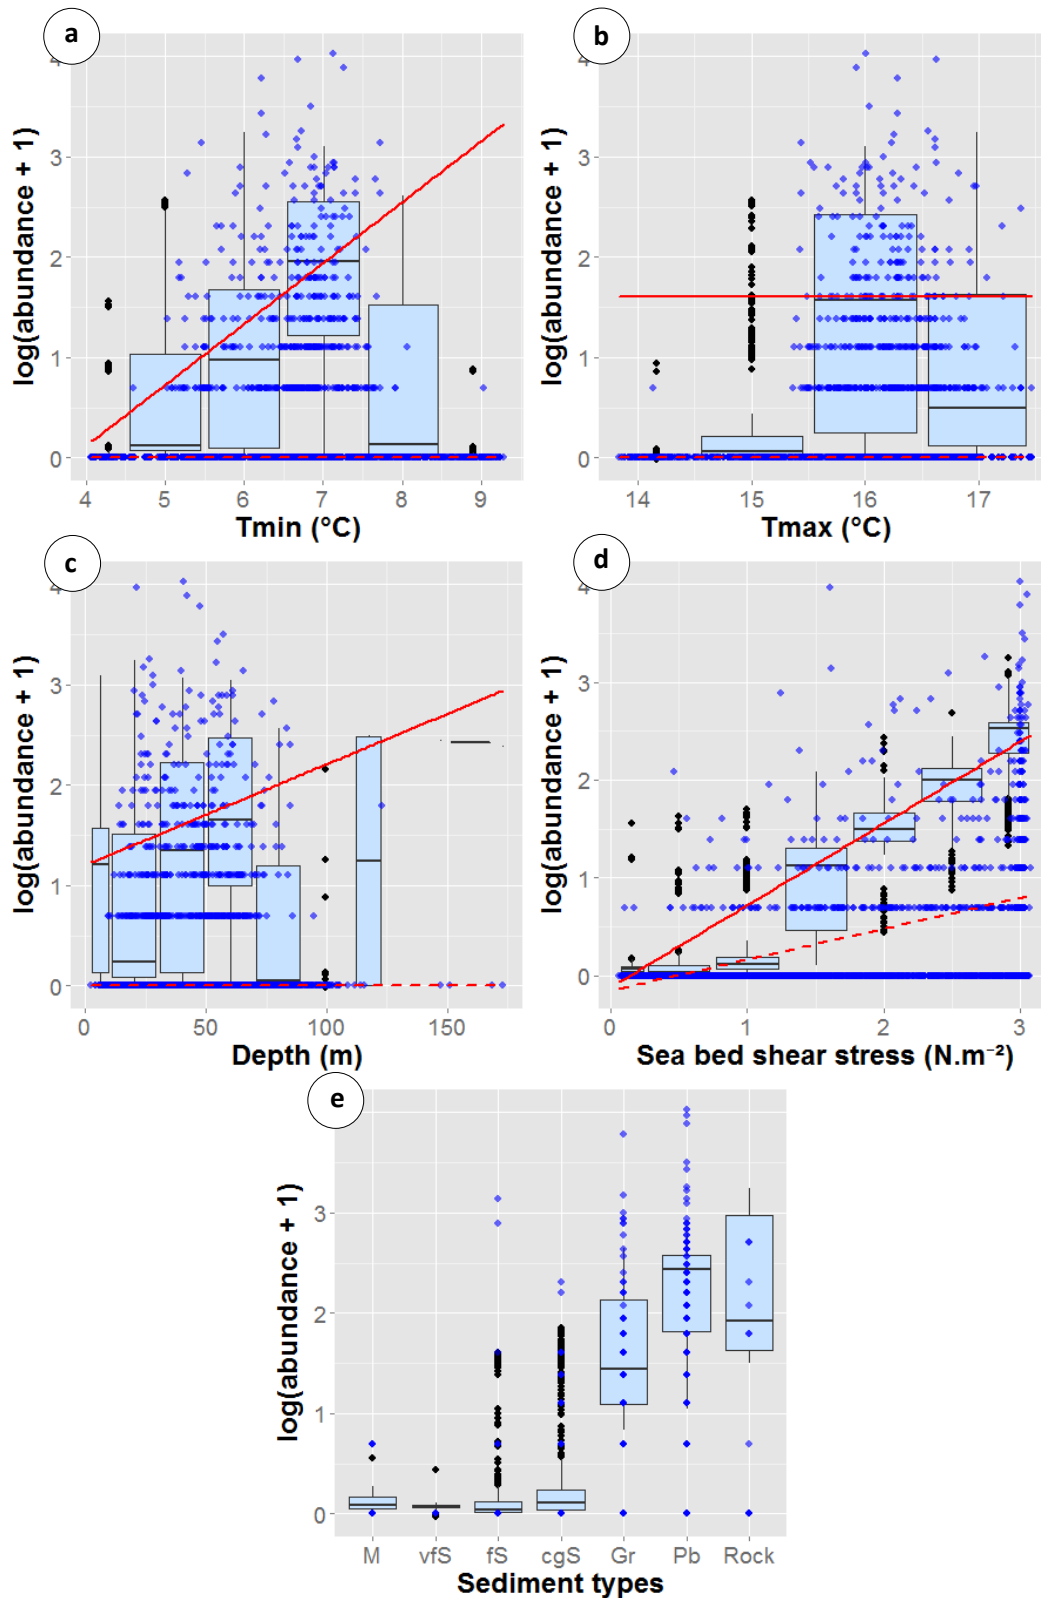 a
b
4
3
2
1
0
log(abundance + 1)
4 5 6 7 8 9
Tmin (°C)
4
3
2
1
0
log(abundance + 1)
14 15 16 17
Tmax (°C)
c
d
4
3
2
1
0
log(abundance + 1)
0 50 100 150
Depth (m)
4
3
2
1
0
log(abundance + 1)
0 1 2 3
Sea bed shear stress (N.m⁻²)
e
3
2
1
0
log(abundance + 1)
M vfS fS cgS Gr Pb Rock
Sediment types